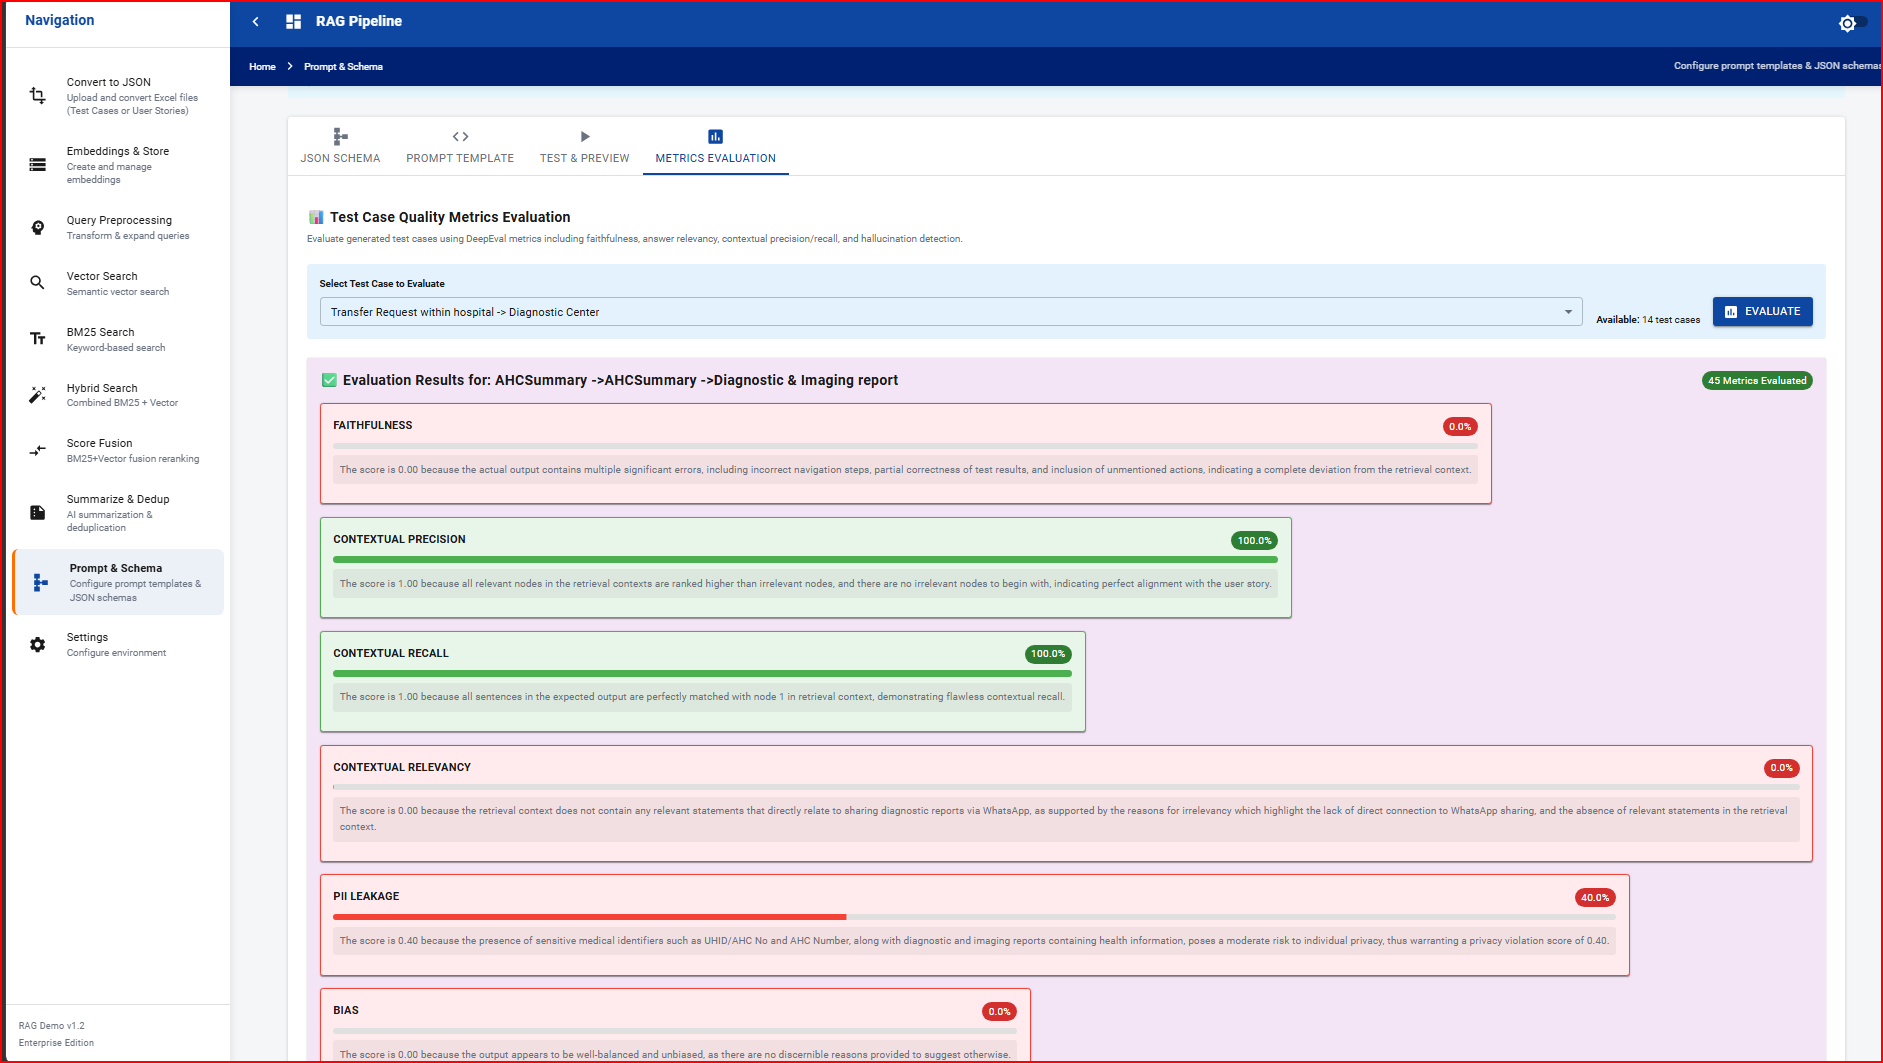 Navigation
RAG Pipeline
Home
Prompt & Schema
Configure prompt templates & JSON schemas
Convert to JSON
Upload and convert Excel files
(Test Cases or User Stories)
Embeddings & Store
Create and manage
embeddings
Query Preprocessing
Transform & expand queries
Vector Search
Semantic vector search
BM25 Search
Keyword-based search
Hybrid Search
Combined BM25 + Vector
Score Fusion
BM25+Vector fusion reranking
Summarize & Dedup
AI summarization &
deduplication
Prompt & Schema
Configure prompt templates &
JSON schemas
Settings
Configure environment
RAG Demo v1.2
Enterprise Edition
JSON SCHEMA
PROMPT TEMPLATE
TEST & PREVIEW
METRICS EVALUATION
Test Case Quality Metrics Evaluation
Evaluate generated test cases using DeepEval metrics including faithfulness, answer relevancy, contextual precision/recall, and hallucination detection.
Select Test Case to Evaluate
Transfer Request within hospital -> Diagnostic Center
Available: 14 test cases
EVALUATE
Evaluation Results for: AHCSummary ->AHCSummary ->Diagnostic & Imaging report
45 Metrics Evaluated
FAITHFULNESS
0.0%
The score is 0.00 because the actual output contains multiple significant errors, including incorrect navigation steps, partial correctness of test results, and inclusion of unmentioned actions, indicating a complete deviation from the retrieval context.
CONTEXTUAL PRECISION
100.0%
The score is 1.00 because all relevant nodes in the retrieval contexts are ranked higher than irrelevant nodes, and there are no irrelevant nodes to begin with, indicating perfect alignment with the user story.
CONTEXTUAL RECALL
100.0%
The score is 1.00 because all sentences in the expected output are perfectly matched with node 1 in retrieval context, demonstrating flawless contextual recall.
CONTEXTUAL RELEVANCY
0.0%
The score is 0.00 because the retrieval context does not contain any relevant statements that directly relate to sharing diagnostic reports via WhatsApp, as supported by the reasons for irrelevancy which highlight the lack of direct connection to WhatsApp sharing, and the absence of relevant statements in the retrieval
context.
PII LEAKAGE
40.0%
The score is 0.40 because the presence of sensitive medical identifiers such as UHID/AHC No and AHC Number, along with diagnostic and imaging reports containing health information, poses a moderate risk to individual privacy, thus warranting a privacy violation score of 0.40.
BIAS
0.0%
The score is 0.00 because the output appears to be well-balanced and unbiased, as there are no discernible reasons provided to suggest otherwise.